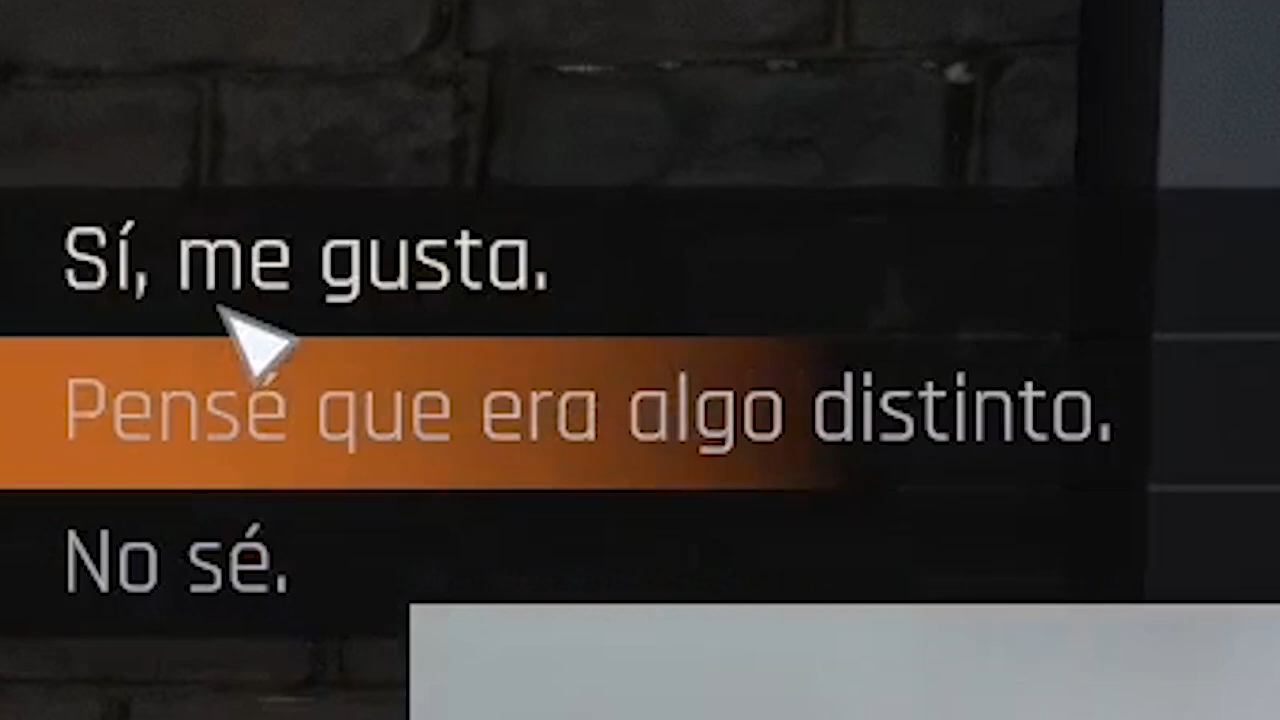 Sí, me gusta.
Pensé que era algo distinto.
No sé.